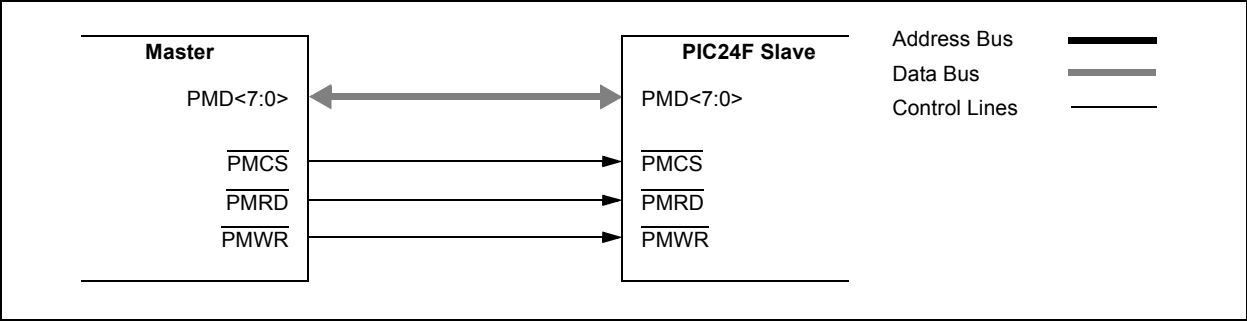 Master
PMD<7:0>
PMCS
PMRD
PMWR
PIC24F Slave
PMD<7:0>
PMCS
PMRD
PMWR
Address Bus
Data Bus
Control Lines